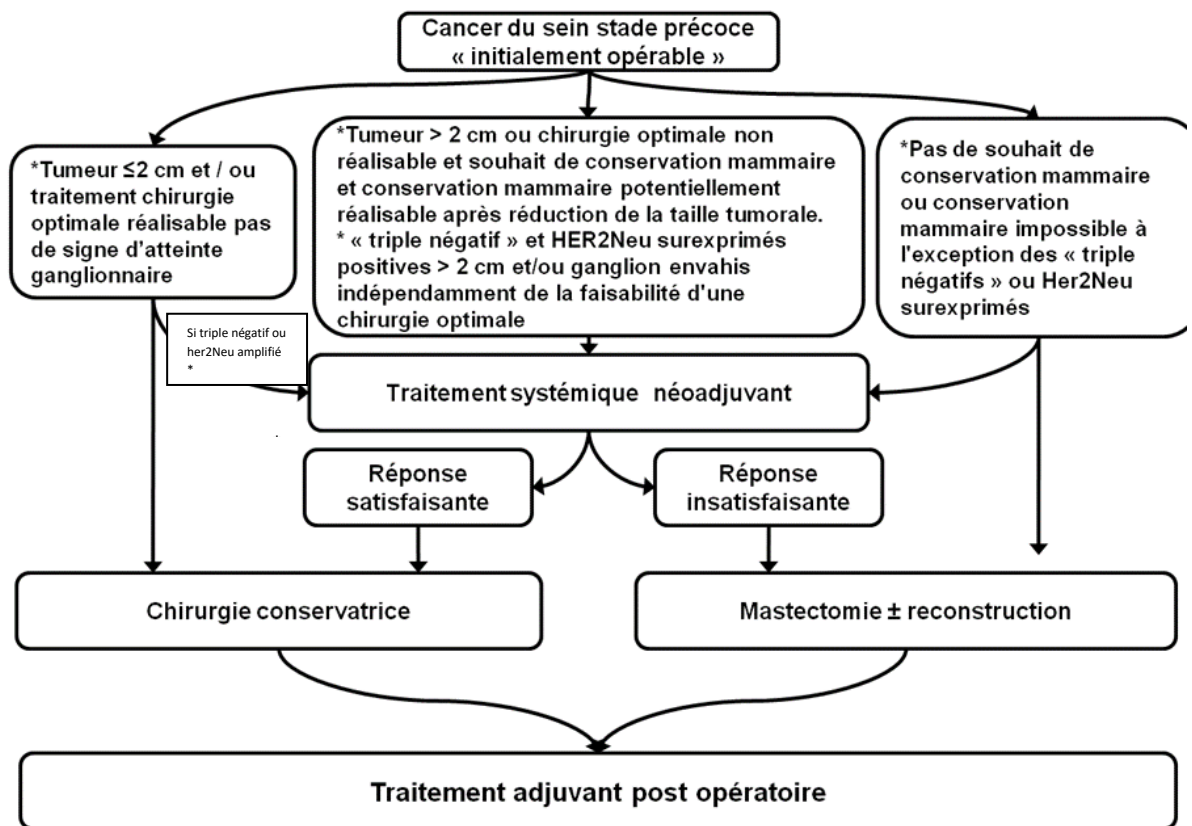 Cancer du sein stade précoce
« initialement opérable »
*Tumeur ≤2 cm et / ou
traitement chirurgie
optimale réalisable pas
de signe d'atteinte
ganglionnaire
*Tumeur > 2 cm ou chirurgie optimale non
réalisable et souhait de conservation mammaire
et conservation mammaire potentiellement
réalisable après réduction de la taille tumorale.
* « triple négatif » et HER2Neu surexprimés
positives > 2 cm et/ou ganglion envahis
indépendamment de la faisabilité d'une
chirurgie optimale
*Pas de souhait de
conservation mammaire
ou conservation
mammaire impossible à
l'exception des « triple
négatifs » ou Her2Neu
surexprimés
Si triple négatif ou
her2Neu amplifié
*
Traitement systémique néoadjuvant
.
Réponse
satisfaisante
Réponse
insatisfaisante
Chirurgie conservatrice
Mastectomie ± reconstruction
Traitement adjuvant post opératoire